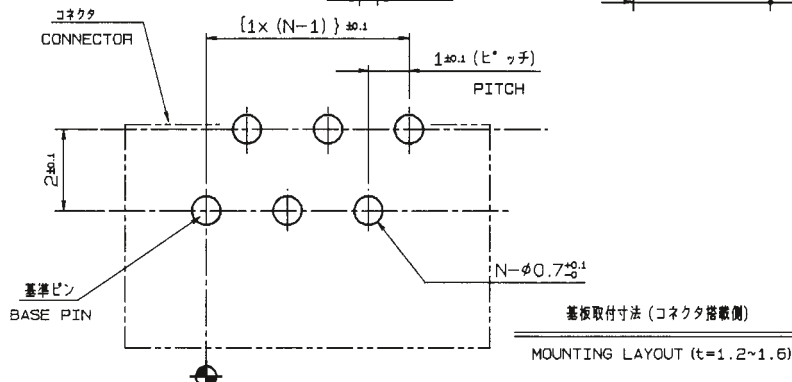 コネクタ
CONNECTOR
{1x (N-1) } ±0.1
1±0.1 (ピッチ)
PITCH
2±0.1
基準ピン
BASE PIN
N-φ0.7 +0.1 -0
基板取付寸法 (コネクタ搭載側)
MOUNTING LAYOUT (t=1.2~1.6)